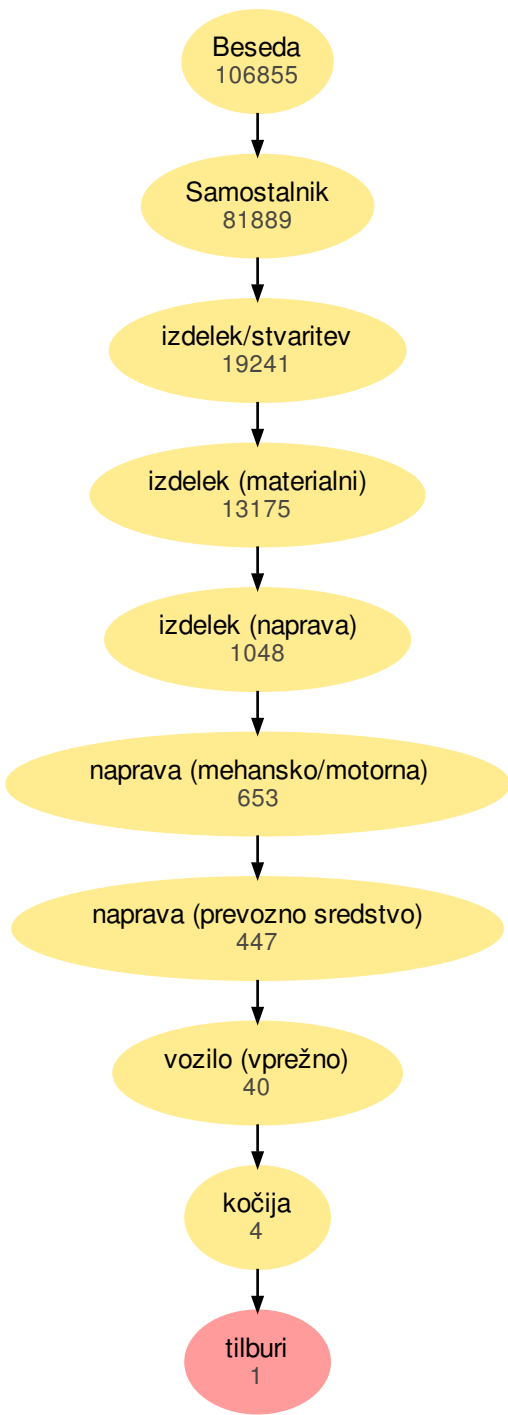 Beseda
106855
Samostalnik
81889
izdelek/stvaritev
19241
izdelek (materialni)
13175
izdelek (naprava)
1048
naprava (mehansko/motorna)
653
naprava (prevozno sredstvo)
447
vozilo (vprežno)
40
kočija
4
tilburi
1